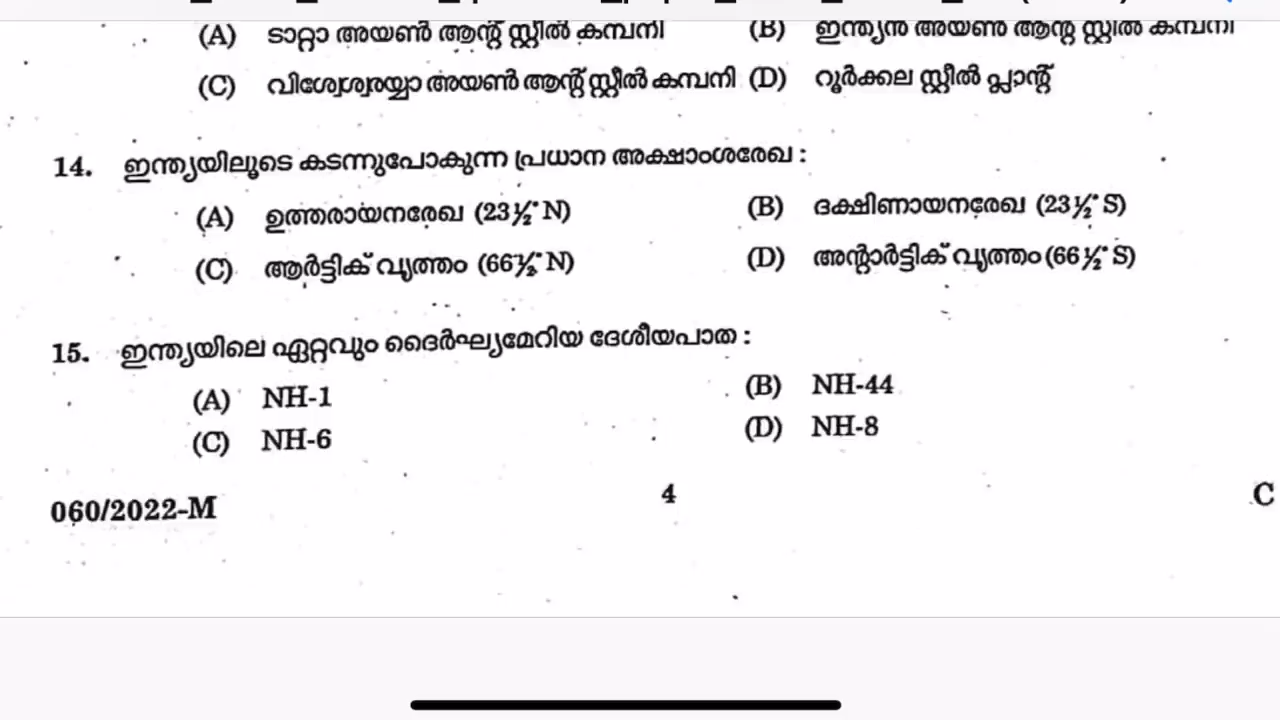 (A) ടാറ്റാ അയൺ ആന്റ് സ്റ്റീൽ കമ്പനി (B) ഇന്ത്യൻ അയൺ ആന്റ് സ്റ്റീൽ കമ്പനി
(C) വിശ്വേശ്വരയ്യാ അയൺ ആന്റ് സ്റ്റീൽ കമ്പനി (D) റൂർക്കല സ്റ്റീൽ പ്ലാന്റ്
14. ഇന്ത്യയിലൂടെ കടന്നുപോകുന്ന പ്രധാന അക്ഷാംശരേഖ :
(A) ഉത്തരായനരേഖ (23½° N) (B) ദക്ഷിണായനരേഖ (23½° S)
(C) ആർട്ടിക് വൃത്തം (66½° N) (D) അന്റാർട്ടിക് വൃത്തം (66½° S)
15. ഇന്ത്യയിലെ ഏറ്റവും ദൈർഘ്യമേറിയ ദേശീയപാത :
(A) NH-1 (B) NH-44
(C) NH-6 (D) NH-8
060/2022-M 4 C